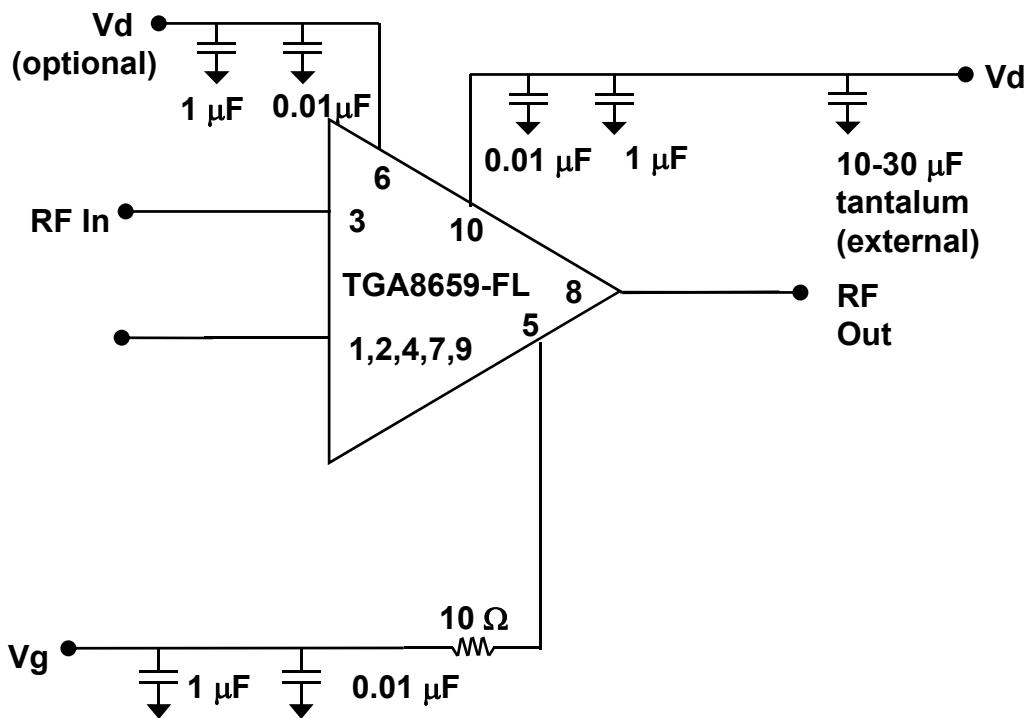 Vd
(optional)
1 μF
0.01μF
Vd
0.01 μF
1 μF
10-30 μF
tantalum
(external)
6
RF In
3
10
TGA8659-FL
8
RF
Out
5
1,2,4,7,9
10 Ω
Vg
1 μF
0.01 μF